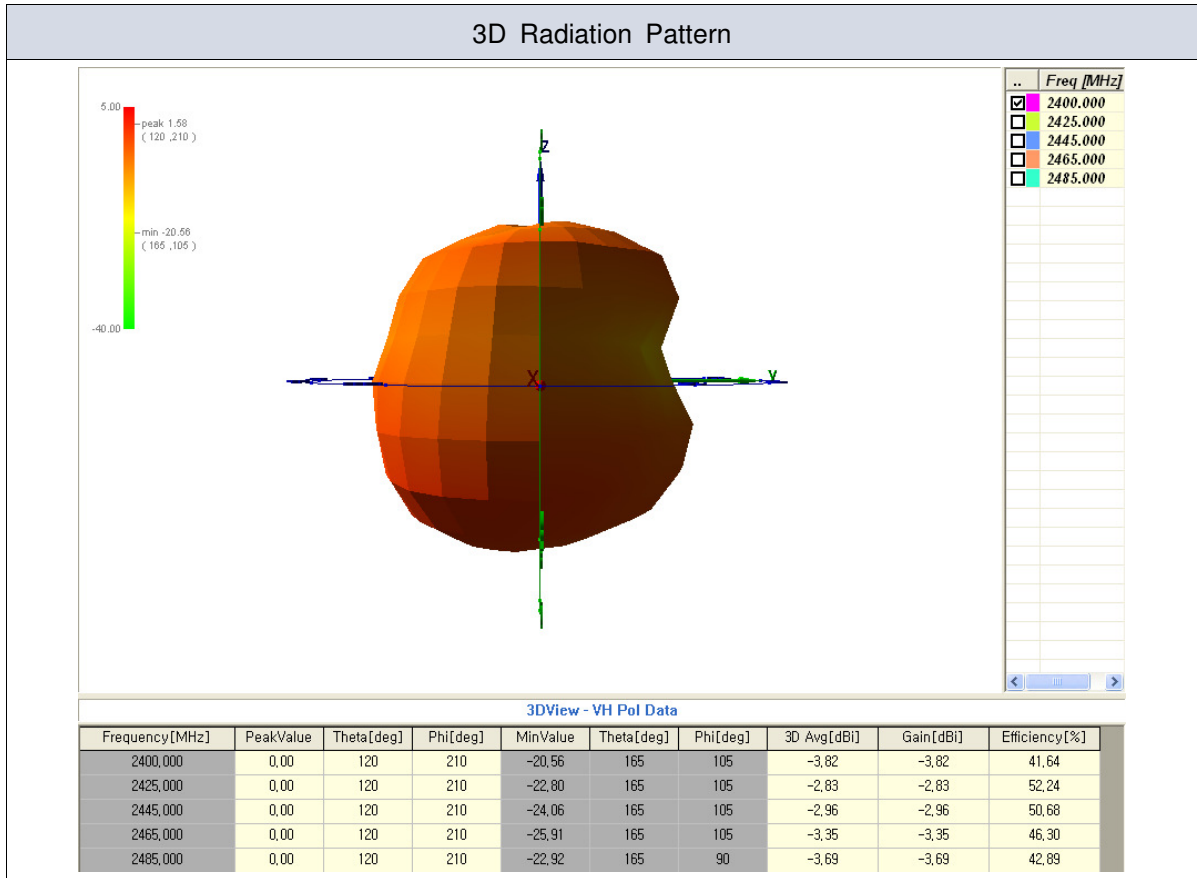 3D Radiation Pattern
5.00
peak 1.58
( 120 ,210 )
min -20.56
( 165 ,105 )
-40.00
Z
X
Y
.. Freq [MHz]
2400.000
2425.000
2445.000
2465.000
2485.000
3DView - VH Pol Data
Frequency[MHz] PeakValue Theta[deg] Phi[deg] MinValue Theta[deg] Phi[deg] 3D Avg[dBi] Gain[dBi] Efficiency[%]
2400,000 0,00 120 210 -20,56 165 105 -3,82 -3,82 41,64
2425,000 0,00 120 210 -22,80 165 105 -2,83 -2,83 52,24
2445,000 0,00 120 210 -24,06 165 105 -2,96 -2,96 50,68
2465,000 0,00 120 210 -25,91 165 105 -3,35 -3,35 46,30
2485,000 0,00 120 210 -22,92 165 90 -3,69 -3,69 42,89